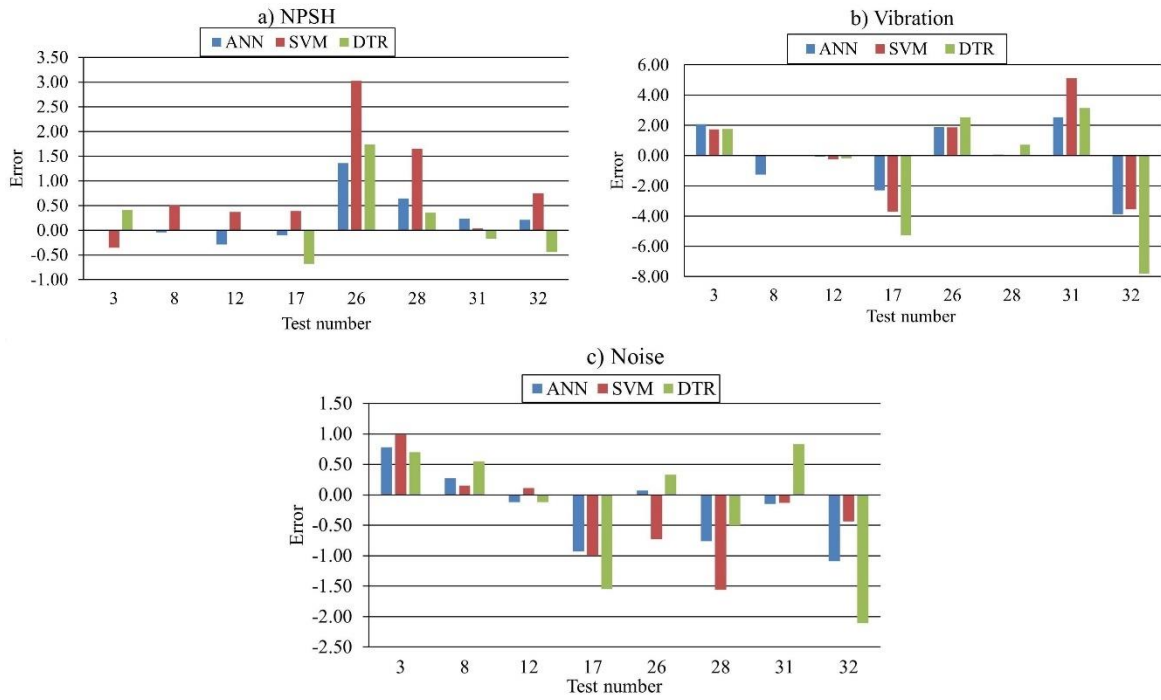 a) NPSH
ANN SVM DTR
3.50
3.00
2.50
2.00
1.50
1.00
0.50
0.00
-0.50
-1.00
Error
3 8 12 17 26 28 31 32
Test number
b) Vibration
ANN SVM DTR
6.00
4.00
2.00
0.00
-2.00
-4.00
-6.00
-8.00
Error
3 8 12 17 26 28 31 32
Test number
c) Noise
ANN SVM DTR
1.50
1.00
0.50
0.00
-0.50
-1.00
-1.50
-2.00
-2.50
Error
3 8 12 17 26 28 31 32
Test number